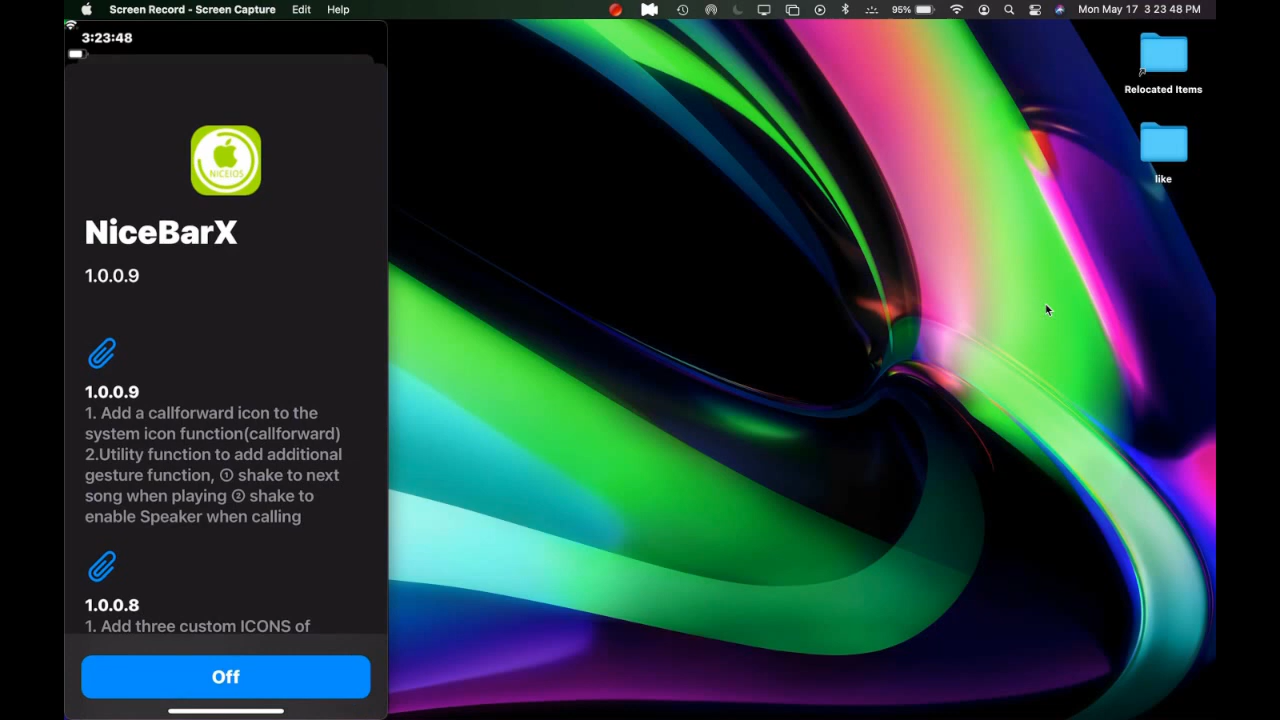 Screen Record - Screen Capture Edit Help 95% Mon May 17 3 23 48 PM
3:23:48
NICEIOS
NiceBarX
1.0.0.9
1.0.0.9
1. Add a callforward icon to the
system icon function(callforward)
2.Utility function to add additional
gesture function, ① shake to next
song when playing ② shake to
enable Speaker when calling
1.0.0.8
1. Add three custom ICONS of
Off
Relocated Items
like